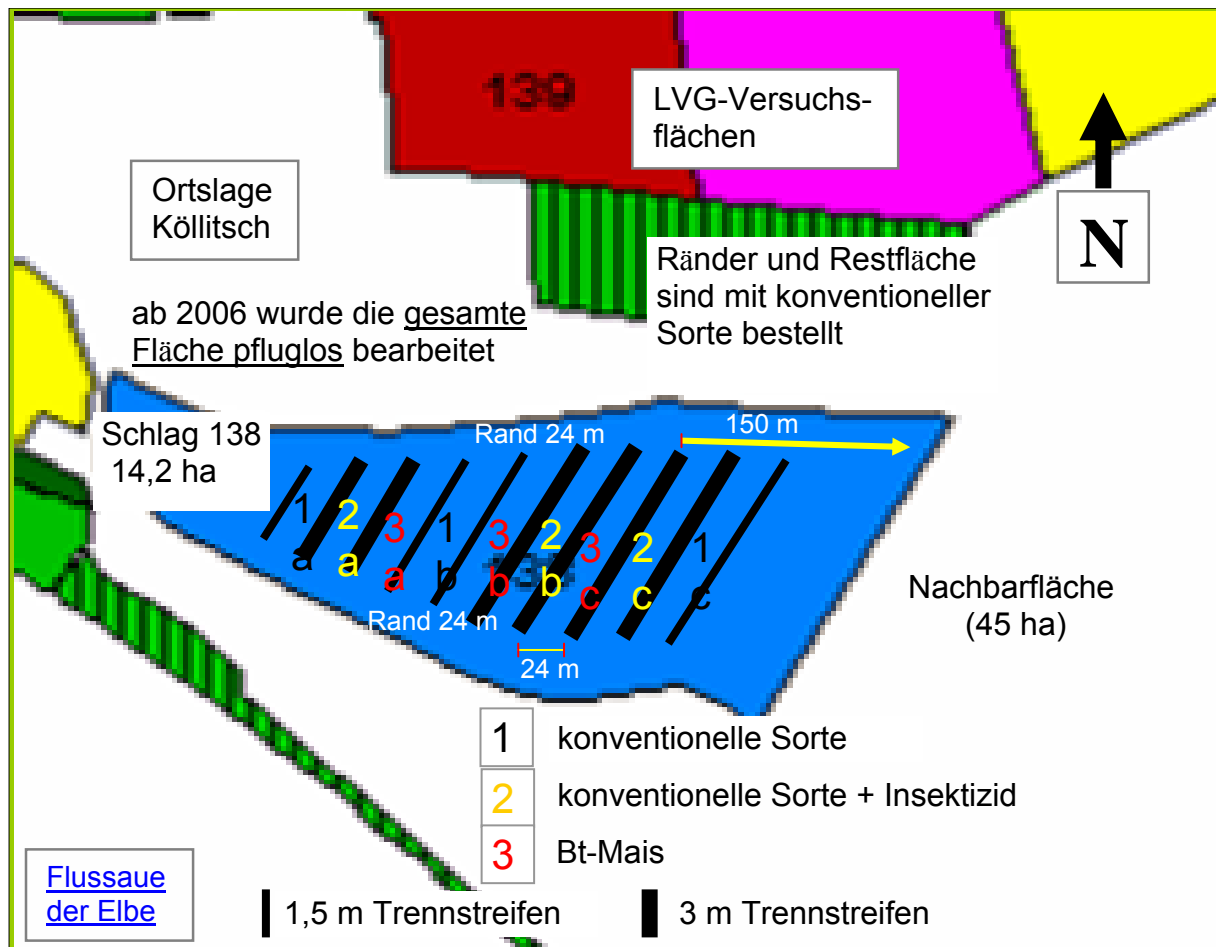 139
LVG-Versuchs-
flächen
Ortslage
Köllitsch
N
Ränder und Restfläche
sind mit konventioneller
Sorte bestellt
ab 2006 wurde die gesamte
Fläche pfluglos bearbeitet
Schlag 138
14,2 ha
Rand 24 m
150 m
1 2 3 1 3 2 3 2 1
a a a b b b c c c
Rand 24 m
24 m
Nachbarfläche
(45 ha)
1 konventionelle Sorte
2 konventionelle Sorte + Insektizid
3 Bt-Mais
Flussaue
der Elbe
1,5 m Trennstreifen
3 m Trennstreifen